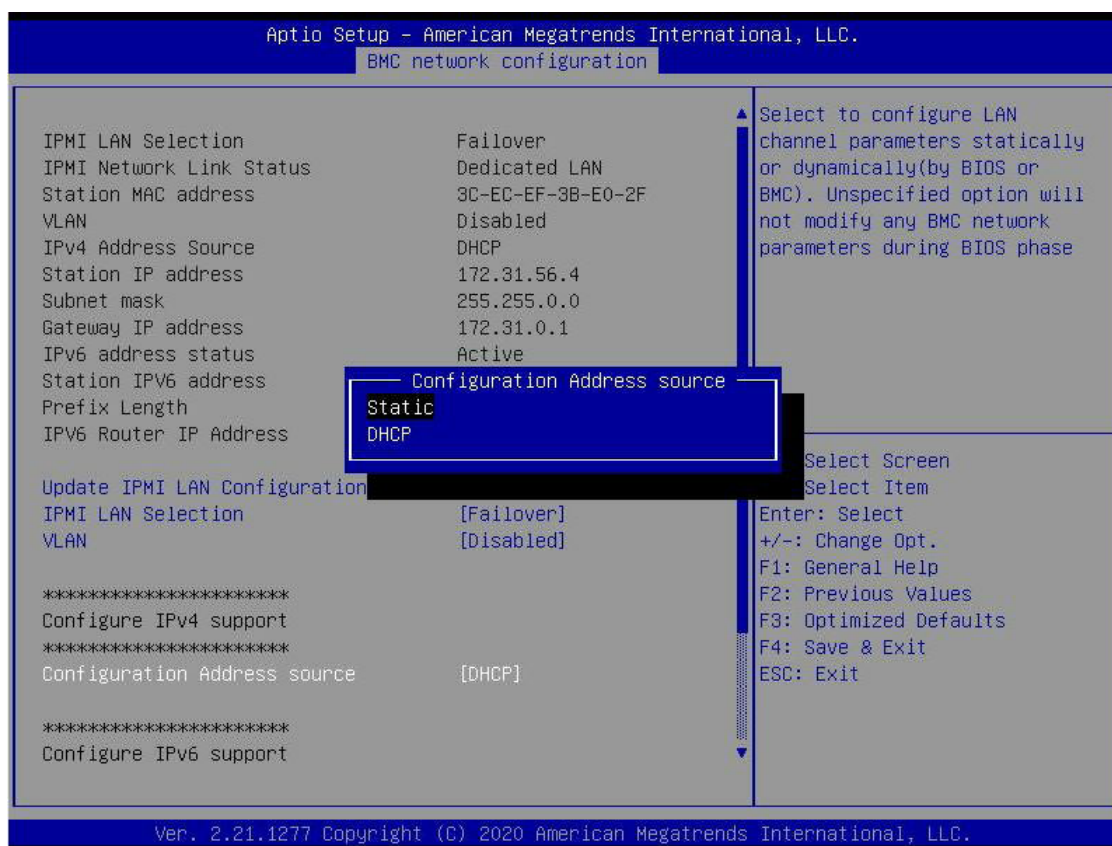 Aptio Setup – American Megatrends International, LLC.
BMC network configuration
IPMI LAN Selection Failover
IPMI Network Link Status Dedicated LAN
Station MAC address 3C-EC-EF-3B-E0-2F
VLAN Disabled
IPv4 Address Source DHCP
Station IP address 172.31.56.4
Subnet mask 255.255.0.0
Gateway IP address 172.31.0.1
IPv6 address status Active
Station IPV6 address
Prefix Length
IPV6 Router IP Address
Configuration Address source
Static
DHCP
Update IPMI LAN Configuration
IPMI LAN Selection [Failover]
VLAN [Disabled]
***********************
Configure IPv4 support
***********************
Configuration Address source [DHCP]
***********************
Configure IPv6 support
Select to configure LAN
channel parameters statically
or dynamically(by BIOS or
BMC). Unspecified option will
not modify any BMC network
parameters during BIOS phase
Select Screen
Select Item
Enter: Select
+/-: Change Opt.
F1: General Help
F2: Previous Values
F3: Optimized Defaults
F4: Save & Exit
ESC: Exit
Ver. 2.21.1277 Copyright (C) 2020 American Megatrends International, LLC.